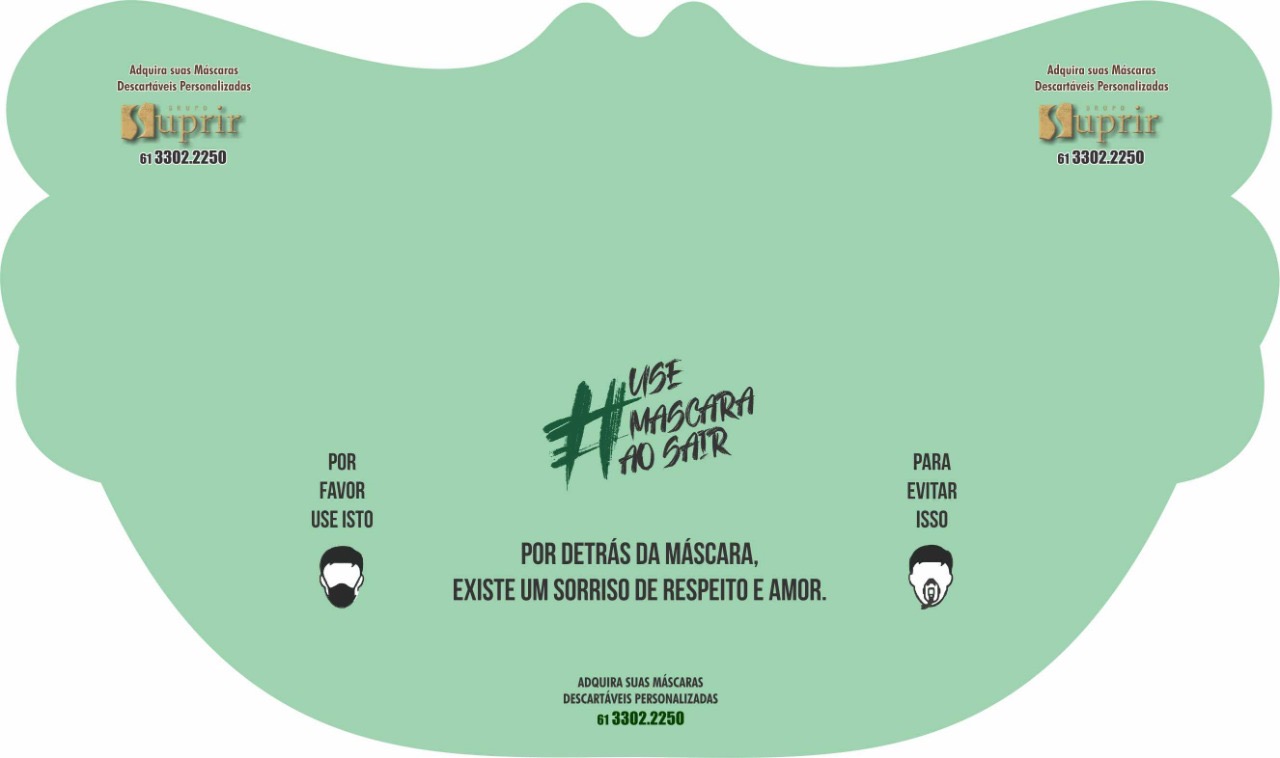 Adquira suas Máscaras
Descartáveis Personalizadas
GRUPO
Suprir
61 3302.2250
Adquira suas Máscaras
Descartáveis Personalizadas
GRUPO
Suprir
61 3302.2250
#USE
MASCARA
AO SAIR
POR
FAVOR
USE ISTO
PARA
EVITAR
ISSO
POR DETRÁS DA MÁSCARA,
EXISTE UM SORRISO DE RESPEITO E AMOR.
ADQUIRA SUAS MÁSCARAS
DESCARTÁVEIS PERSONALIZADAS
61 3302.2250